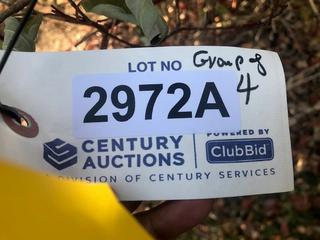 LOT NO Group of
2972A 4
CENTURY AUCTIONS
POWERED BY
ClubBid
A DIVISION OF CENTURY SERVICES